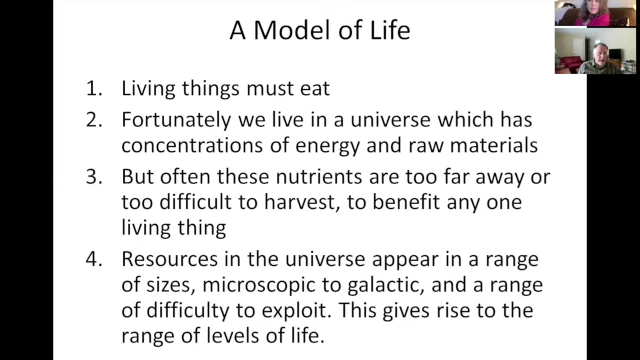 A Model of Life
1. Living things must eat
2. Fortunately we live in a universe which has
concentrations of energy and raw materials
3. But often these nutrients are too far away or
too difficult to harvest, to benefit any one
living thing
4. Resources in the universe appear in a range
of sizes, microscopic to galactic, and a range
of difficulty to exploit. This gives rise to the
range of levels of life.